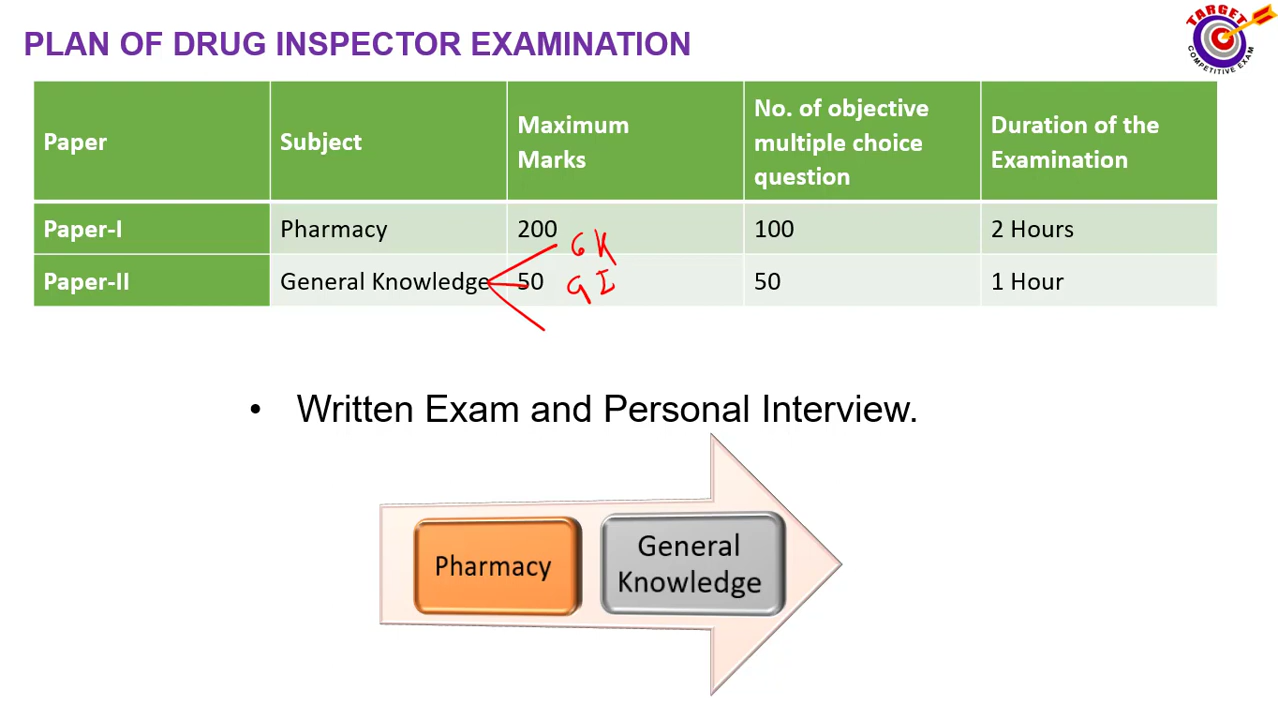 PLAN OF DRUG INSPECTOR EXAMINATION
TARGET
COMPETITIVE EXAM
Paper
Subject
Maximum
Marks
No. of objective
multiple choice
question
Duration of the
Examination
Paper-I
Pharmacy
200
100
2 Hours
GK
Paper-II
General Knowledge
50
GI
50
1 Hour
• Written Exam and Personal Interview.
Pharmacy
General
Knowledge